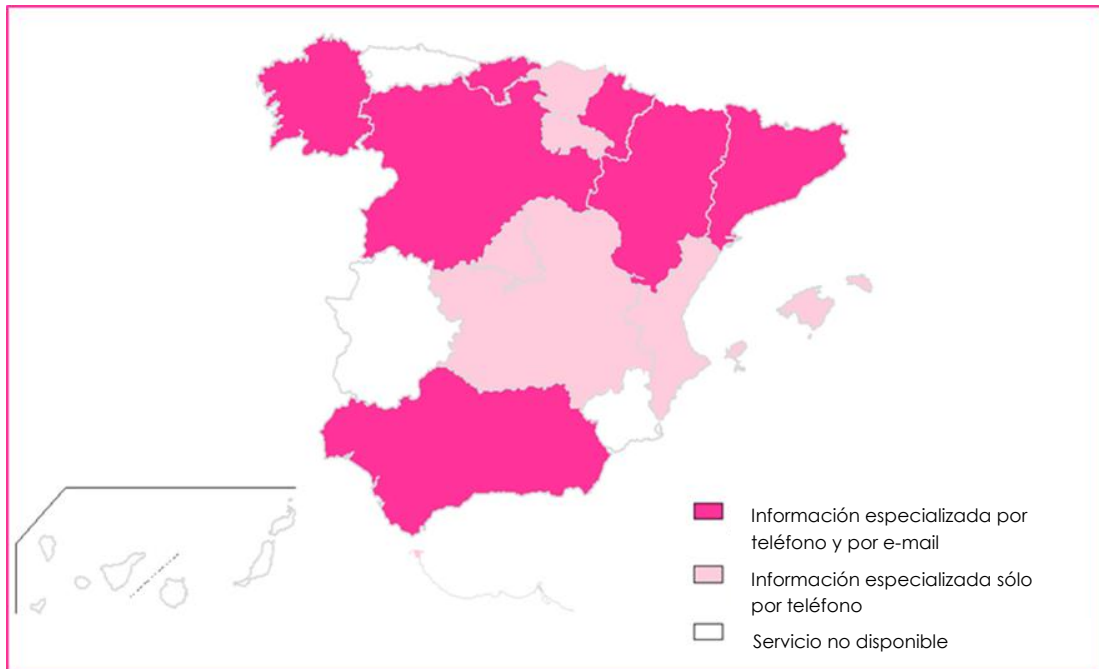 Información especializada por
teléfono y por e-mail
Información especializada sólo
por teléfono
Servicio no disponible